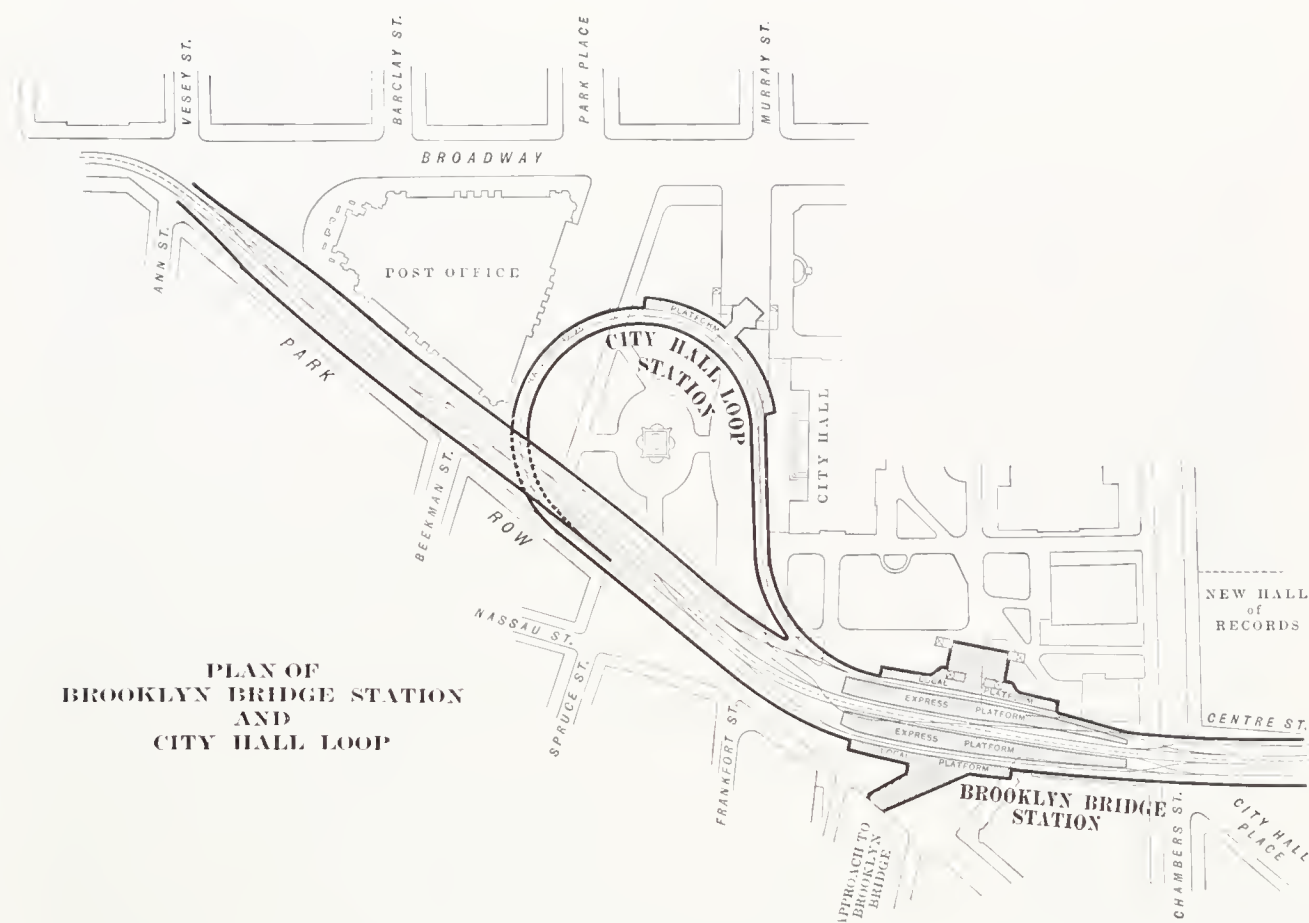 VESEY ST.
BARCLAY ST.
PARK PLACE
MURRAY ST.
BROADWAY
ANN ST.
POST OFFICE
PARK
ROW
PLATFORM
CITY HALL LOOP
STATION
CITY HALL
BEEKMAN ST.
NASSAU ST.
SPRUCE ST.
FRANKFORT ST.
NEW HALL
of
RECORDS
CENTRE ST.
LOCAL PLATF
EXPRESS PLATFORM
EXPRESS PLATFORM
LOCAL PLATFORM
BROOKLYN BRIDGE
STATION
APPROACH TO
BROOKLYN
BRIDGE
CHAMBERS ST.
CITY HALL
PLACE
PLAN OF
BROOKLYN BRIDGE STATION
AND
CITY HALL LOOP